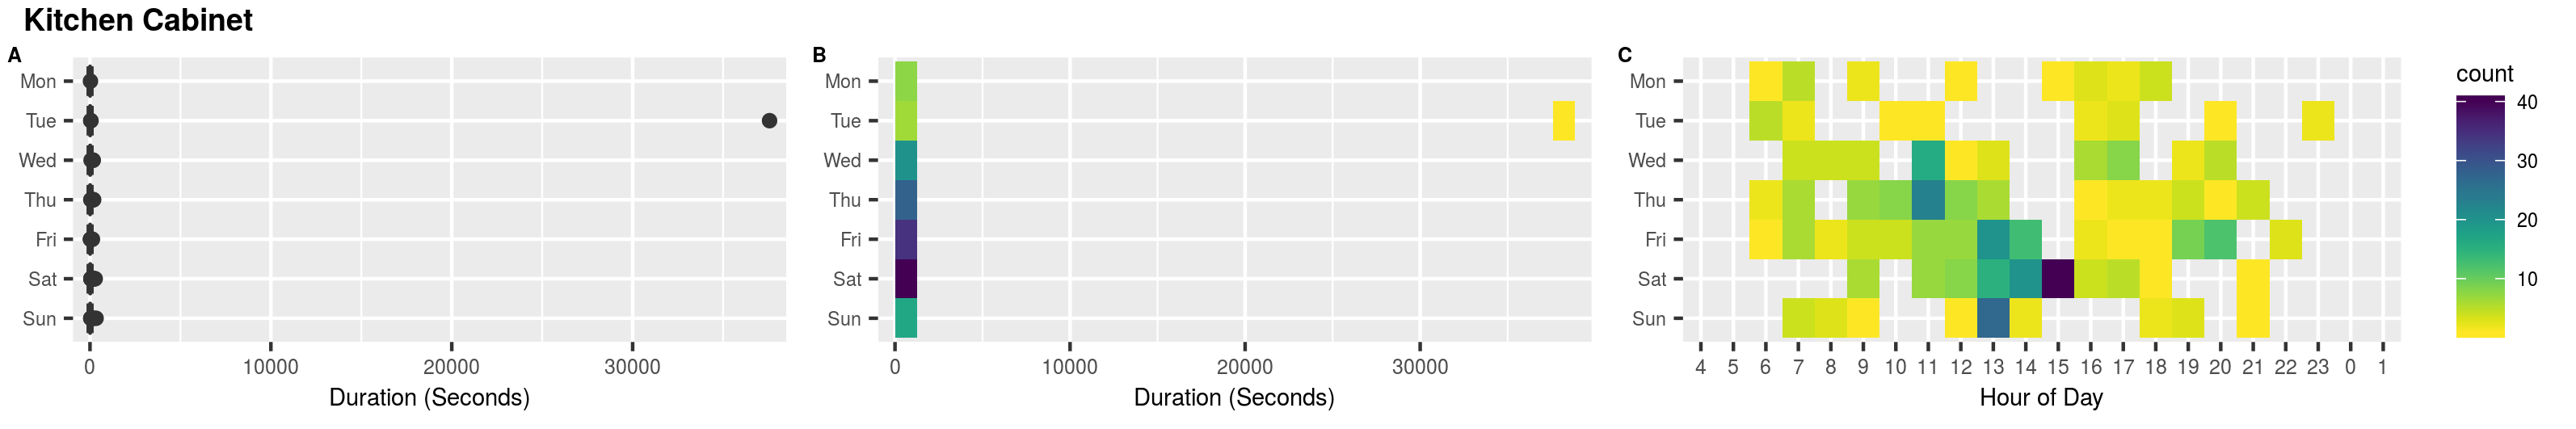 Kitchen Cabinet
A
Mon
Tue
Wed
Thu
Fri
Sat
Sun
0 10000 20000 30000
Duration (Seconds)
B
Mon
Tue
Wed
Thu
Fri
Sat
Sun
0 10000 20000 30000
Duration (Seconds)
C
Mon
Tue
Wed
Thu
Fri
Sat
Sun
4 5 6 7 8 9 10 11 12 13 14 15 16 17 18 19 20 21 22 23 0 1
Hour of Day
count
40
30
20
10